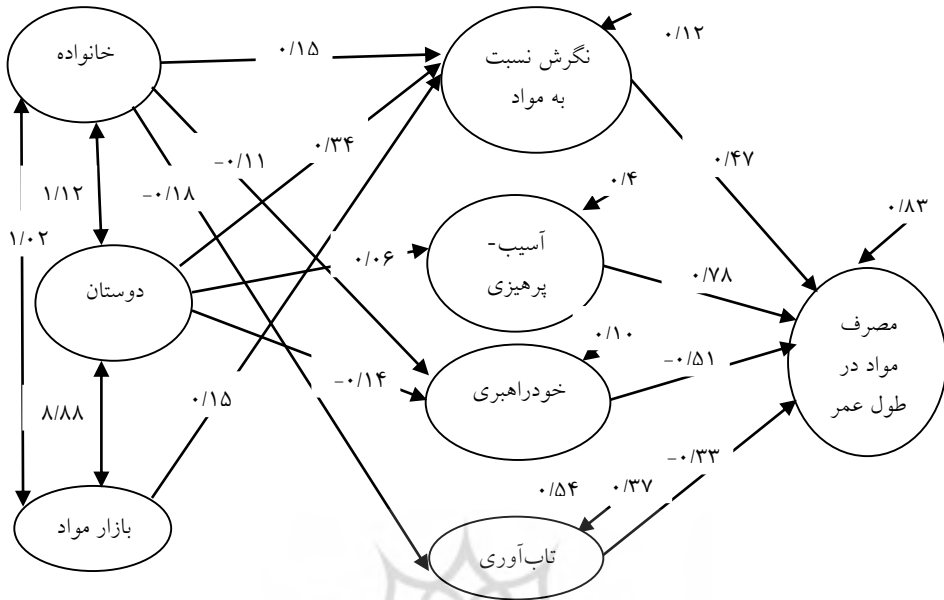 خانواده
۰/۱۵
نگرش نسبت
به مواد
۰/۱۲
−۰/۱۱
۰/۳۴
۰/۴۷
۱/۱۲
−۰/۱۸
۰/۴
۰/۸۳
۱/۰۲
دوستان
۰/۰۶
آسیب-
پرهیزی
۰/۷۸
مصرف
مواد در
طول عمر
۸/۸۸
۰/۱۵
−۰/۱۴
خودراهبری
۰/۱۰
−۰/۵۱
−۰/۳۳
بازار مواد
۰/۵۴
۰/۳۷
تاب‌آوری